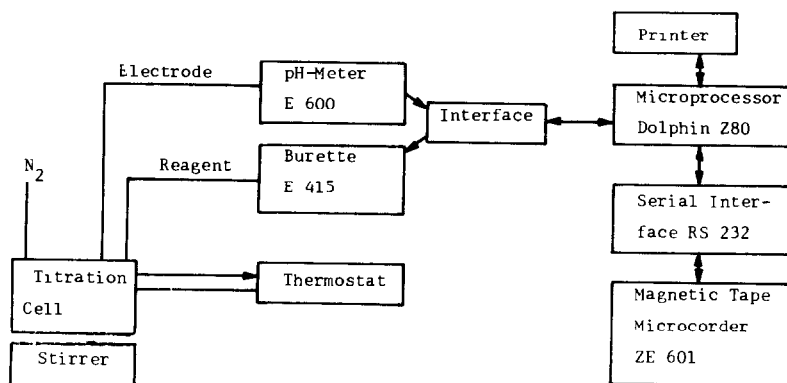 Printer
Electrode
pH-Meter
E 600
Interface
Microprocessor
Dolphin Z80
N2
Reagent
Burette
E 415
Serial Inter-
face RS 232
Titration
Cell
Thermostat
Magnetic Tape
Microcorder
ZE 601
Stirrer